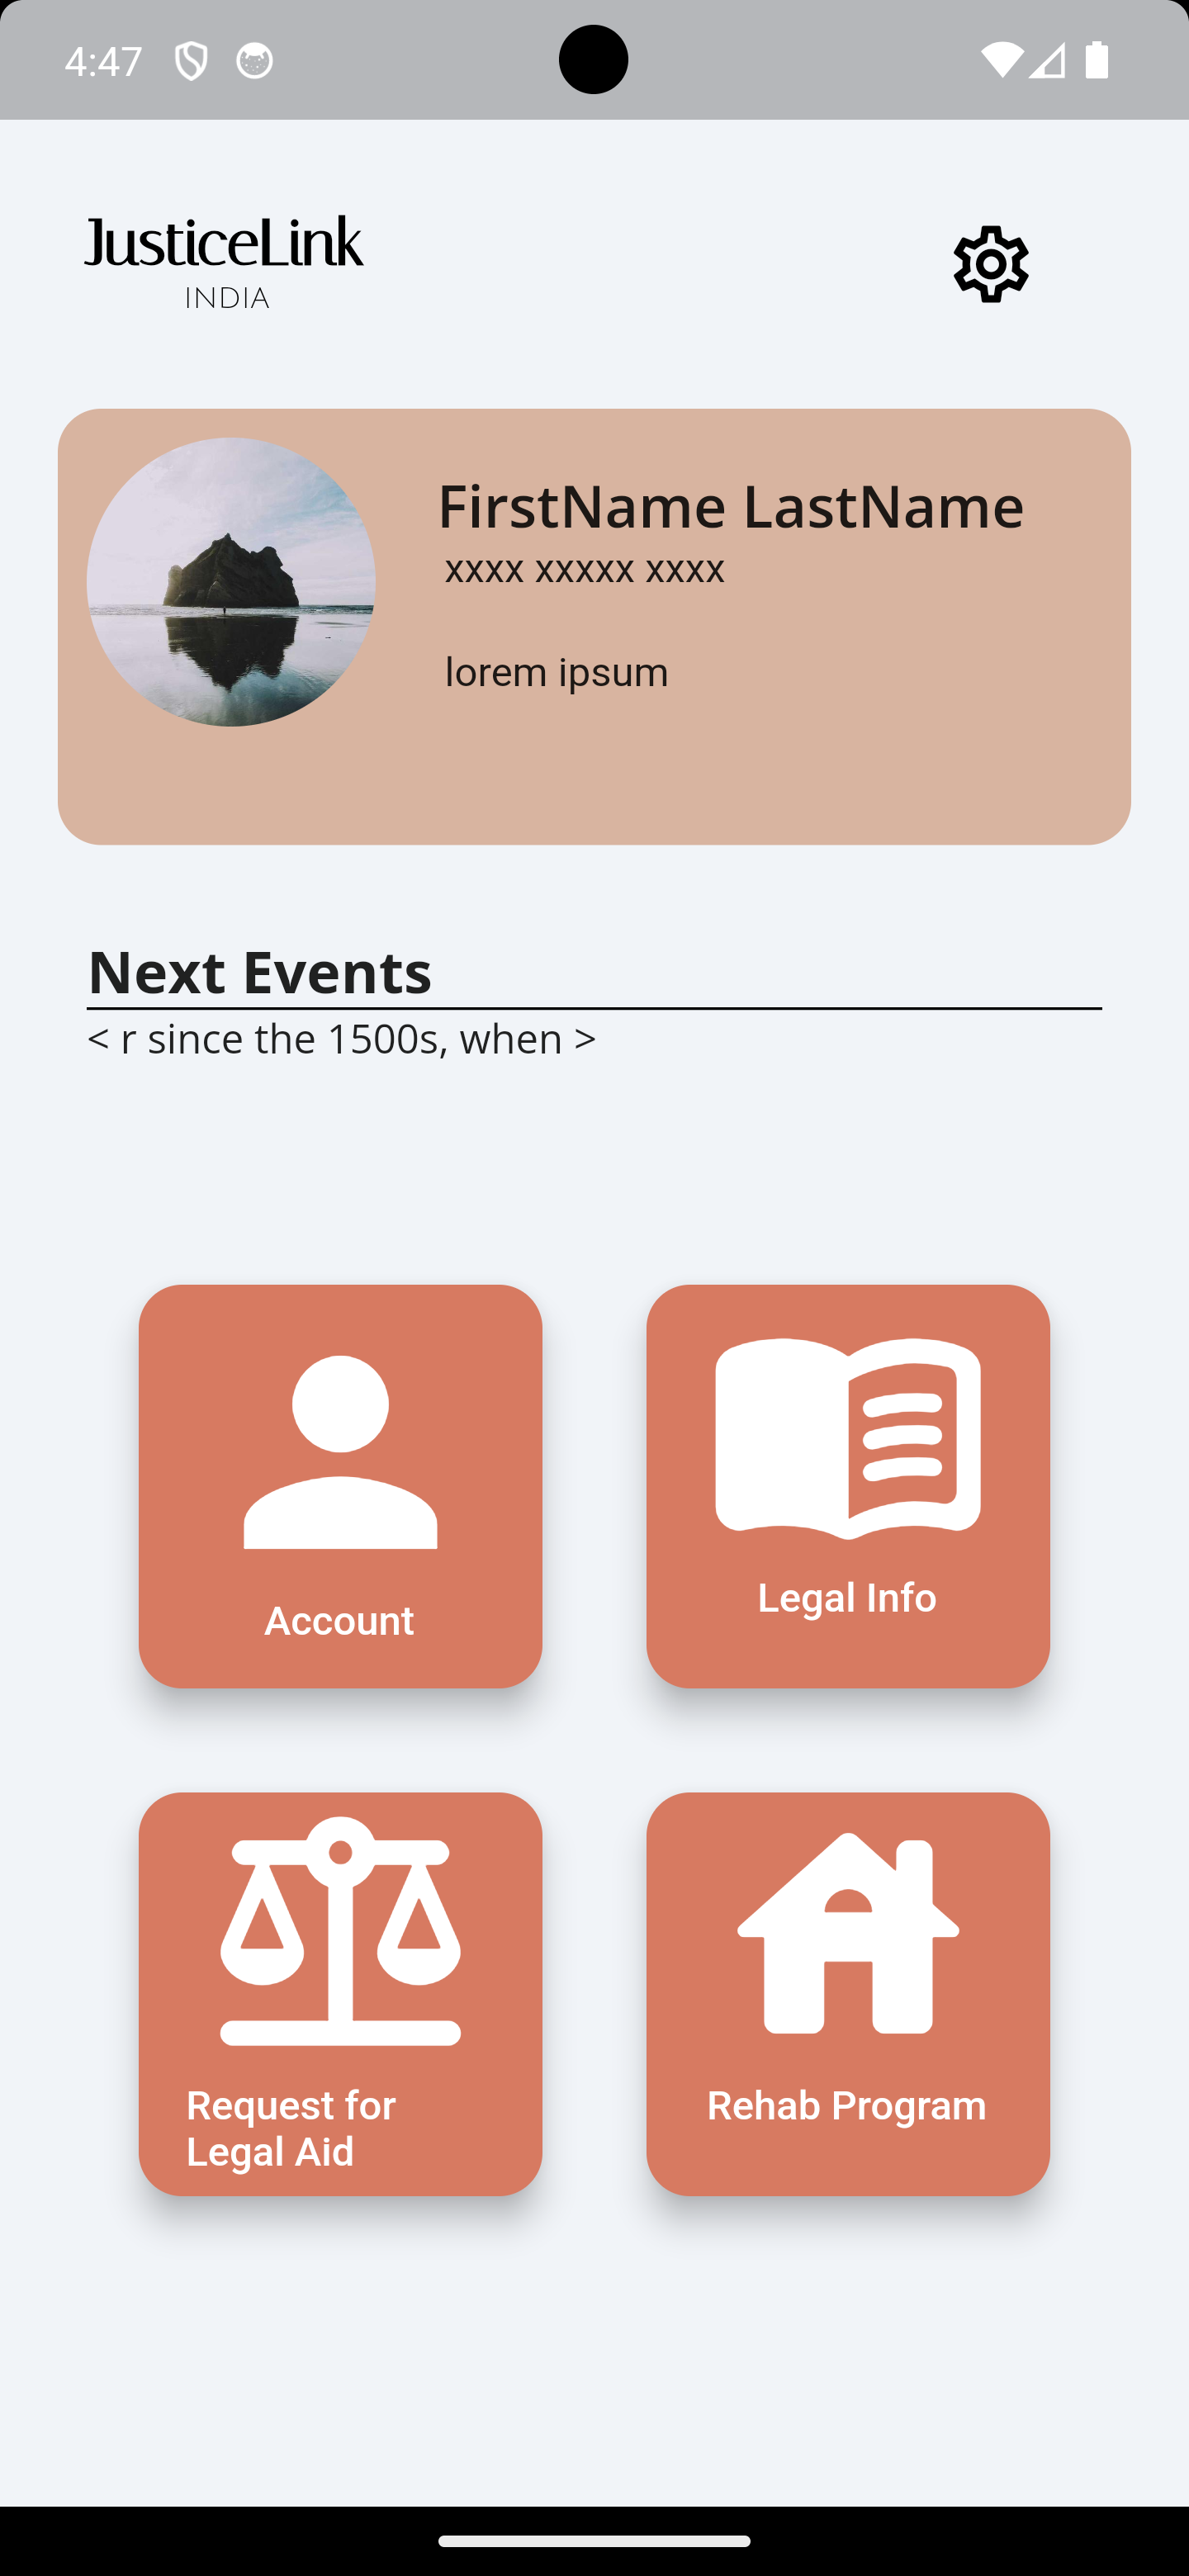 4:47
JusticeLink
INDIA
FirstName LastName
xxxx xxxxx xxxx
lorem ipsum
Next Events
< r since the 1500s, when >
Account
Legal Info
Request for
Legal Aid
Rehab Program